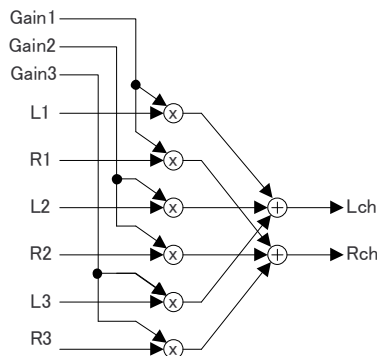 Gain1
Gain2
Gain3
L1 x
R1 x
L2 x + Lch
R2 x + Rch
L3 x
R3 x